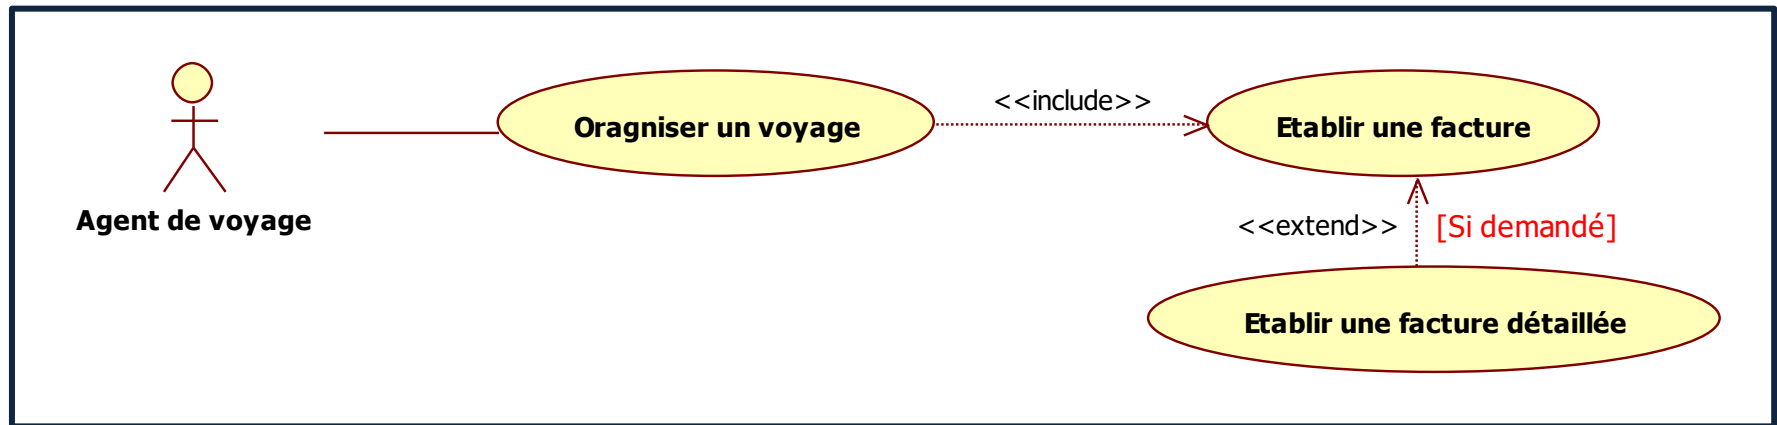 Agent de voyage
Oragniser un voyage
<<include>>
Etablir une facture
<<extend>>
[Si demandé]
Etablir une facture détaillée